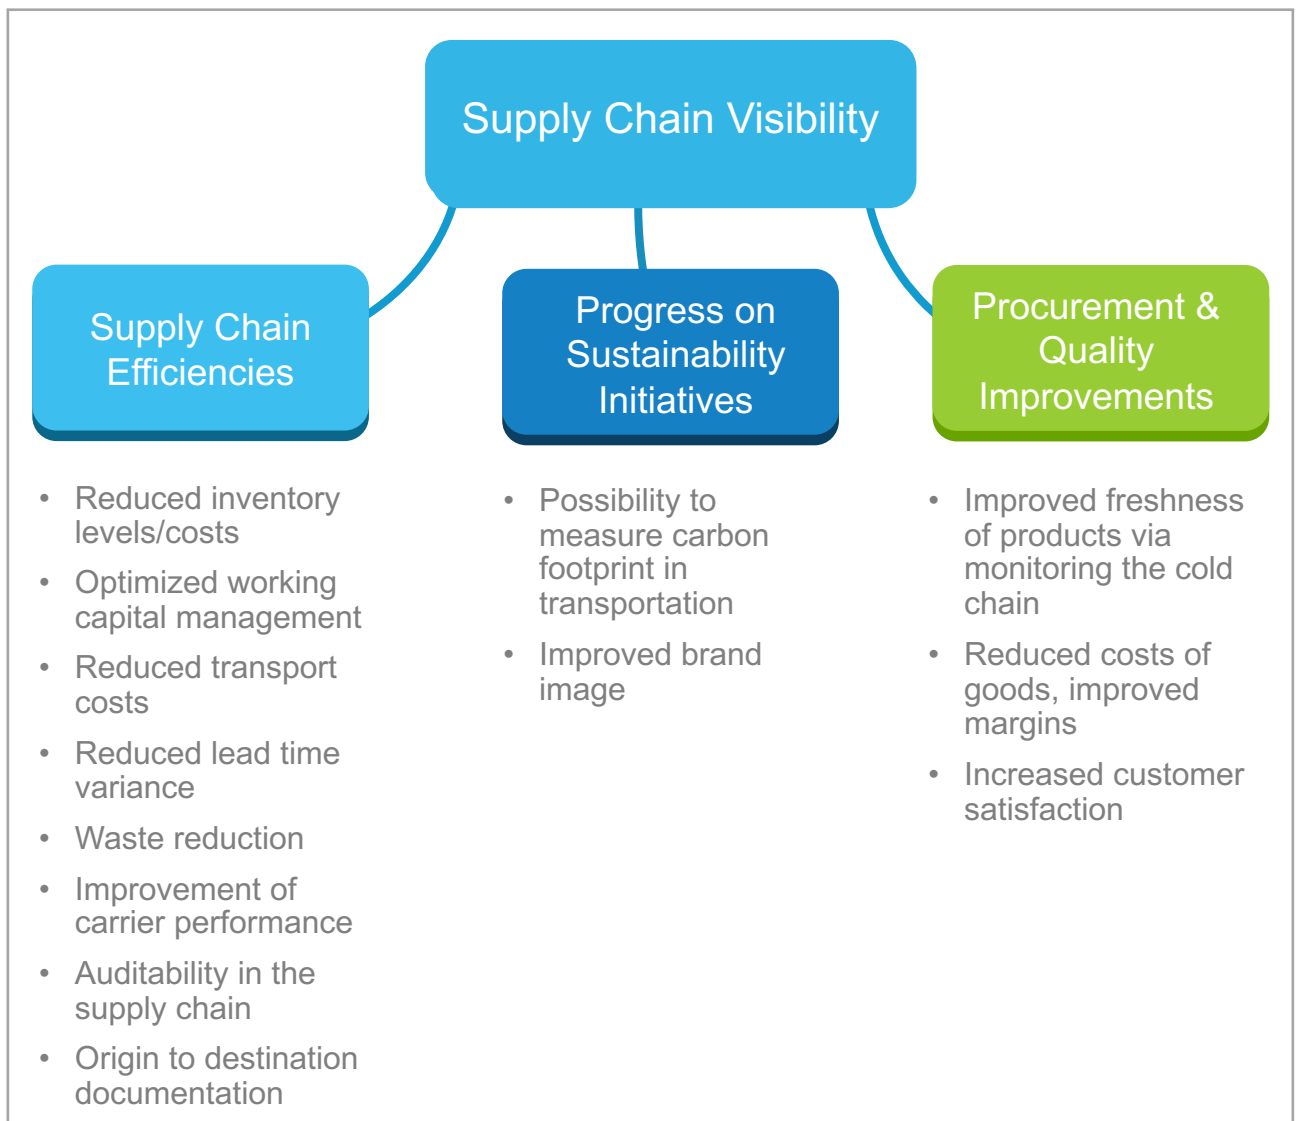 Supply Chain Visibility
Supply Chain
Efficiencies
Progress on
Sustainability
Initiatives
Procurement &
Quality
Improvements
• Reduced inventory
levels/costs
• Optimized working
capital management
• Reduced transport
costs
• Reduced lead time
variance
• Waste reduction
• Improvement of
carrier performance
• Auditability in the
supply chain
• Origin to destination
documentation
• Possibility to
measure carbon
footprint in
transportation
• Improved brand
image
• Improved freshness
of products via
monitoring the cold
chain
• Reduced costs of
goods, improved
margins
• Increased customer
satisfaction